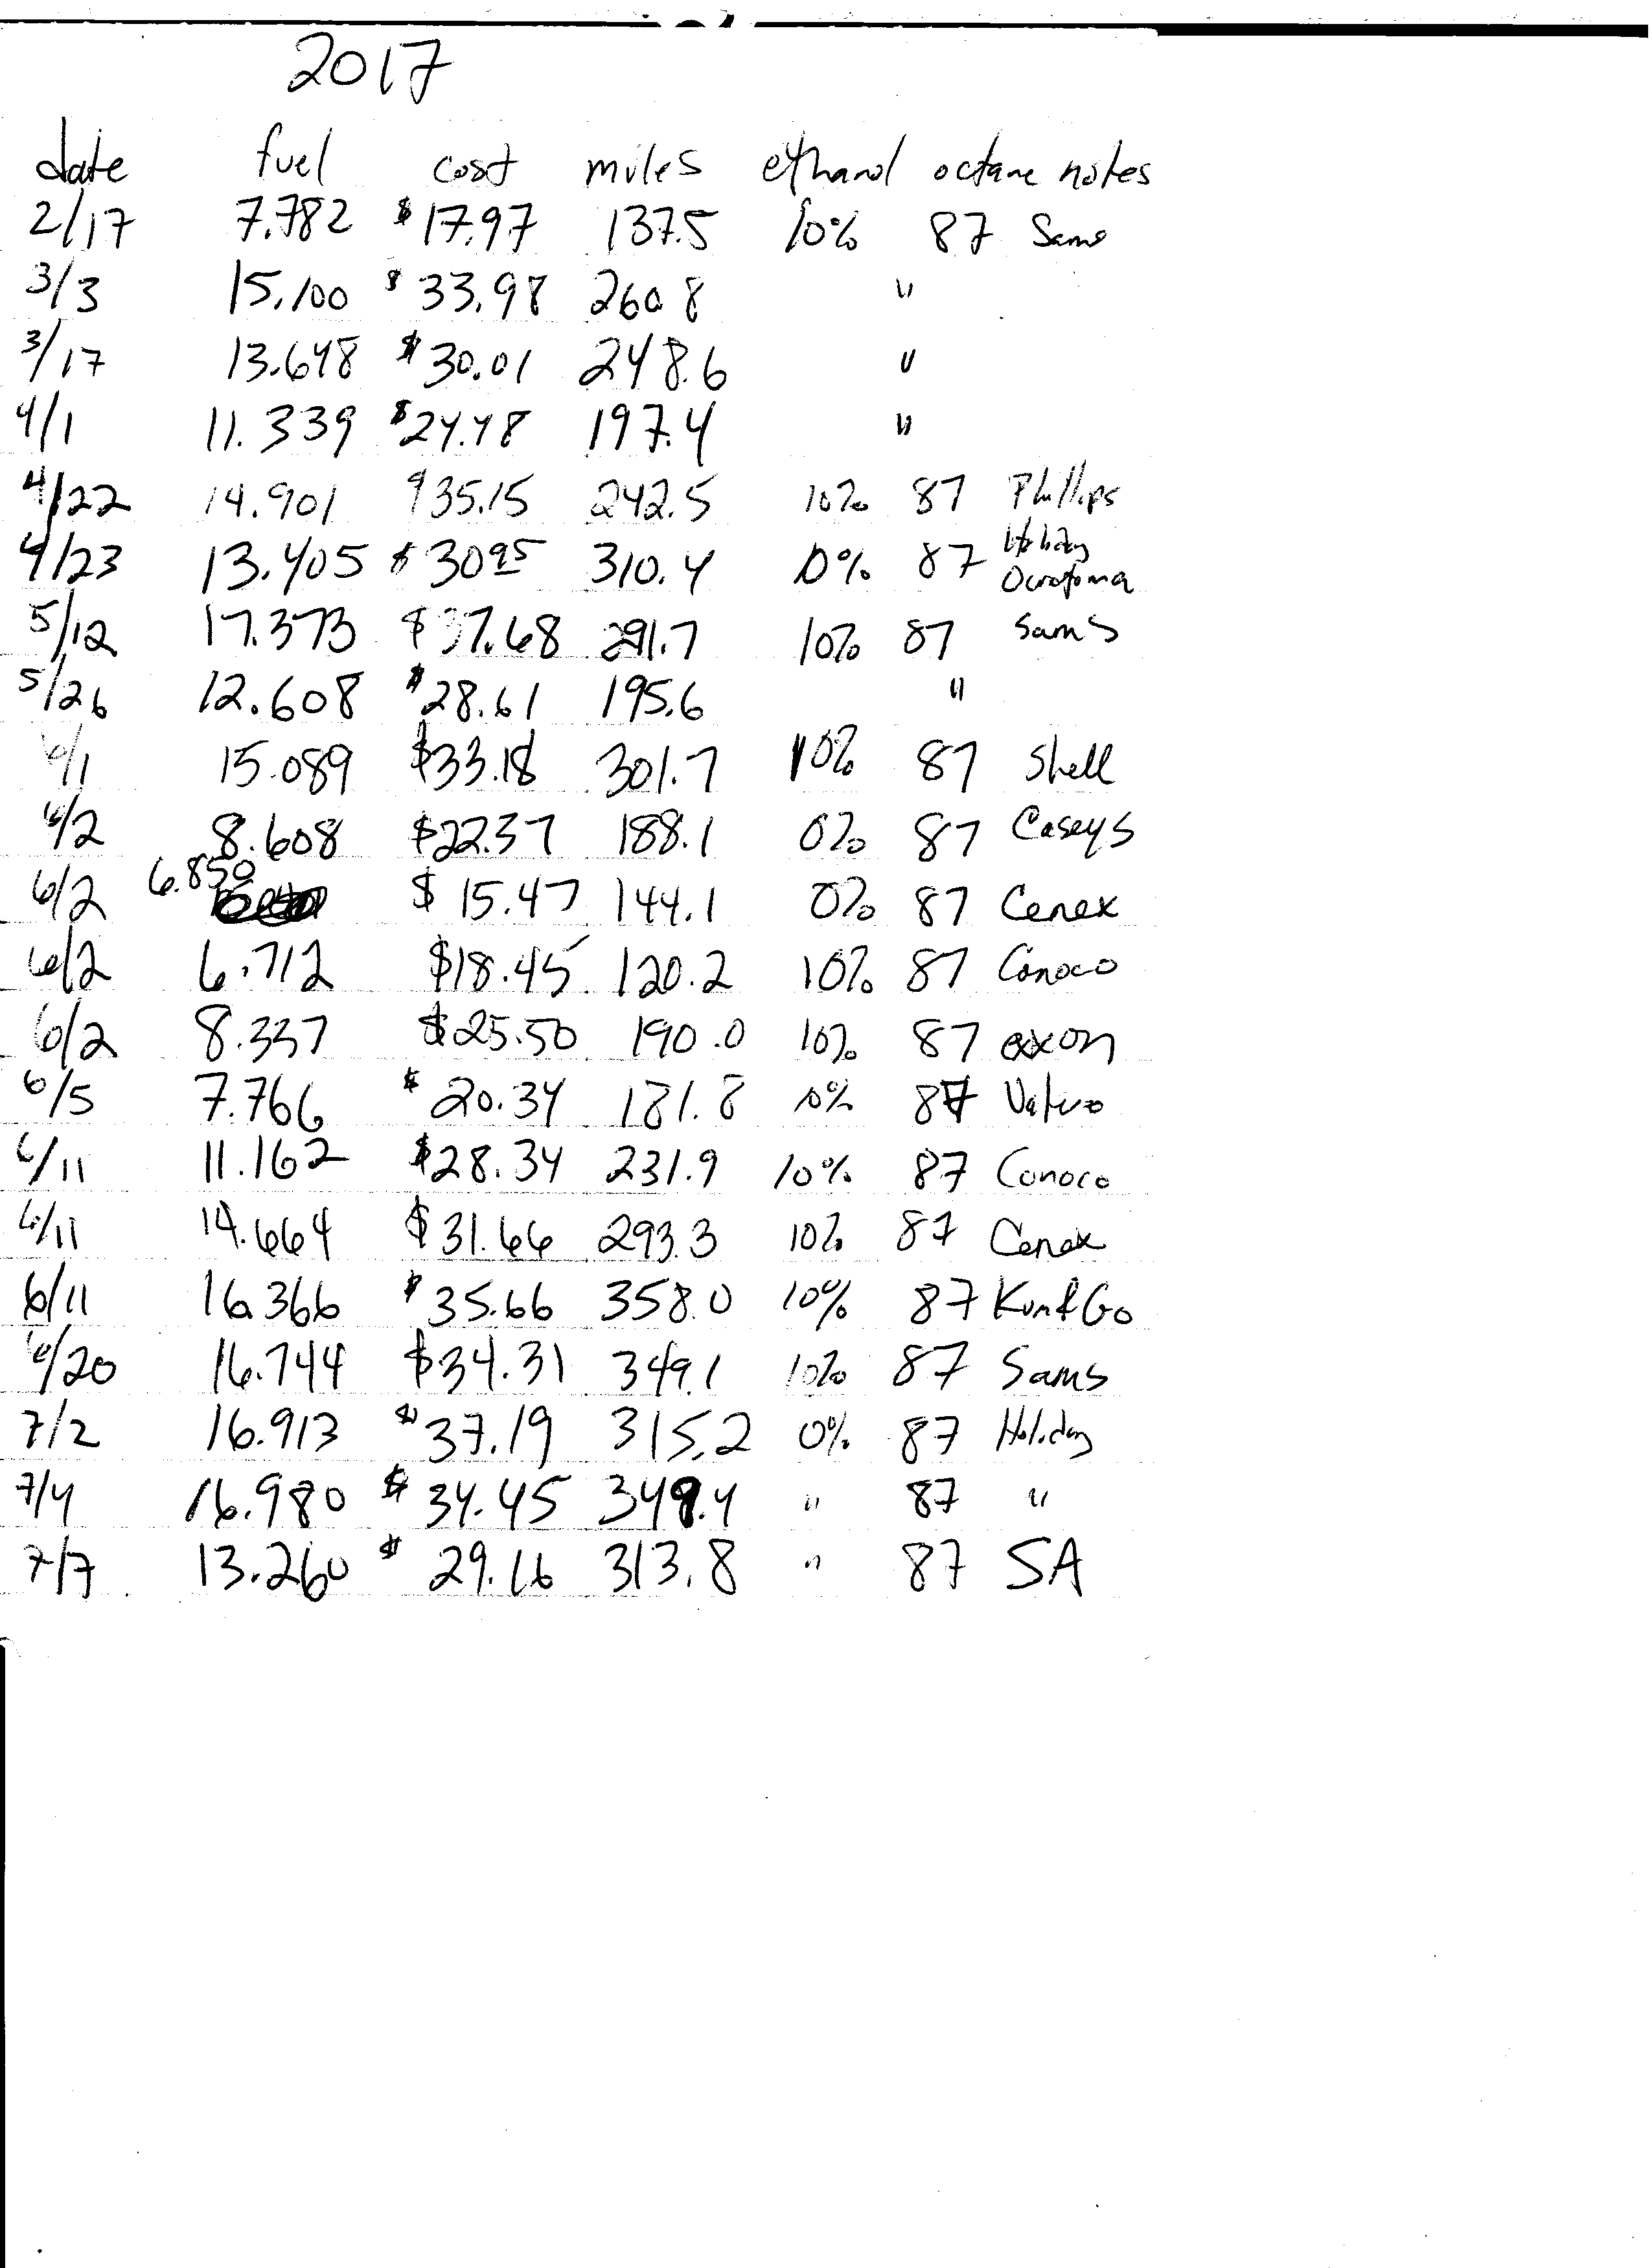 2017
date fuel cost miles ethanol octane notes
2/17 7.782 $17.97 137.5 10% 87 Sams
3/3 15.100 $33.98 260.8 "
3/17 13.648 $30.01 248.6 "
4/1 11.339 $24.48 197.4 "
4/22 14.901 $35.15 242.5 10% 87 Phillips
4/23 13.405 $30.95 310.4 10% 87 Holiday Owatonna
5/12 17.373 $37.68 291.7 10% 87 Sams
5/26 12.608 $28.61 195.6 "
6/1 15.089 $33.18 301.7 10% 87 Shell
6/2 8.608 $22.37 188.1 0% 87 Caseys
6/2 6.850 $15.47 144.1 0% 87 Cenex
6/2 6.712 $18.45 120.2 10% 87 Conoco
6/2 8.337 $25.50 190.0 10% 87 exxon
6/5 7.766 $20.34 181.8 10% 87
6/11 11.162 $28.34 231.9 10% 87 Conoco
6/11 14.664 $31.66 293.3 10% 87 Cenex
6/11 16.366 $35.66 358.0 10% 87 Kum & Go
6/20 16.744 $34.31 349.1 10% 87 Sams
7/2 16.913 $37.19 315.2 0% 87 Holiday
7/4 16.980 $34.45 349.4 " 87 "
7/7 13.260 $29.16 313.8 " 87 SA